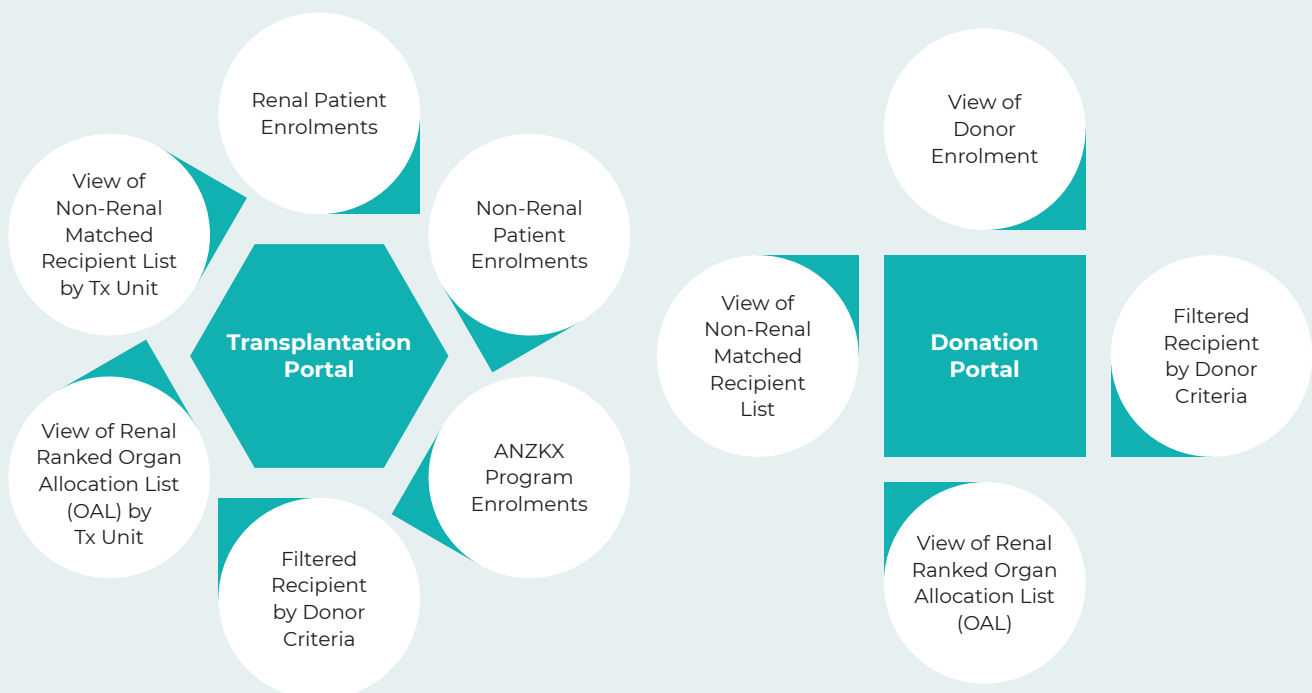 Renal Patient
Enrolments
Non-Renal
Patient
Enrolments
ANZKX
Program
Enrolments
Filtered
Recipient
by Donor
Criteria
View of Renal
Ranked Organ
Allocation List
(OAL) by
Tx Unit
View of
Non-Renal
Matched
Recipient List
by Tx Unit
Transplantation
Portal
View of
Donor
Enrolment
Filtered
Recipient
by Donor
Criteria
View of Renal
Ranked Organ
Allocation List
(OAL)
View of
Non-Renal
Matched
Recipient
List
Donation
Portal